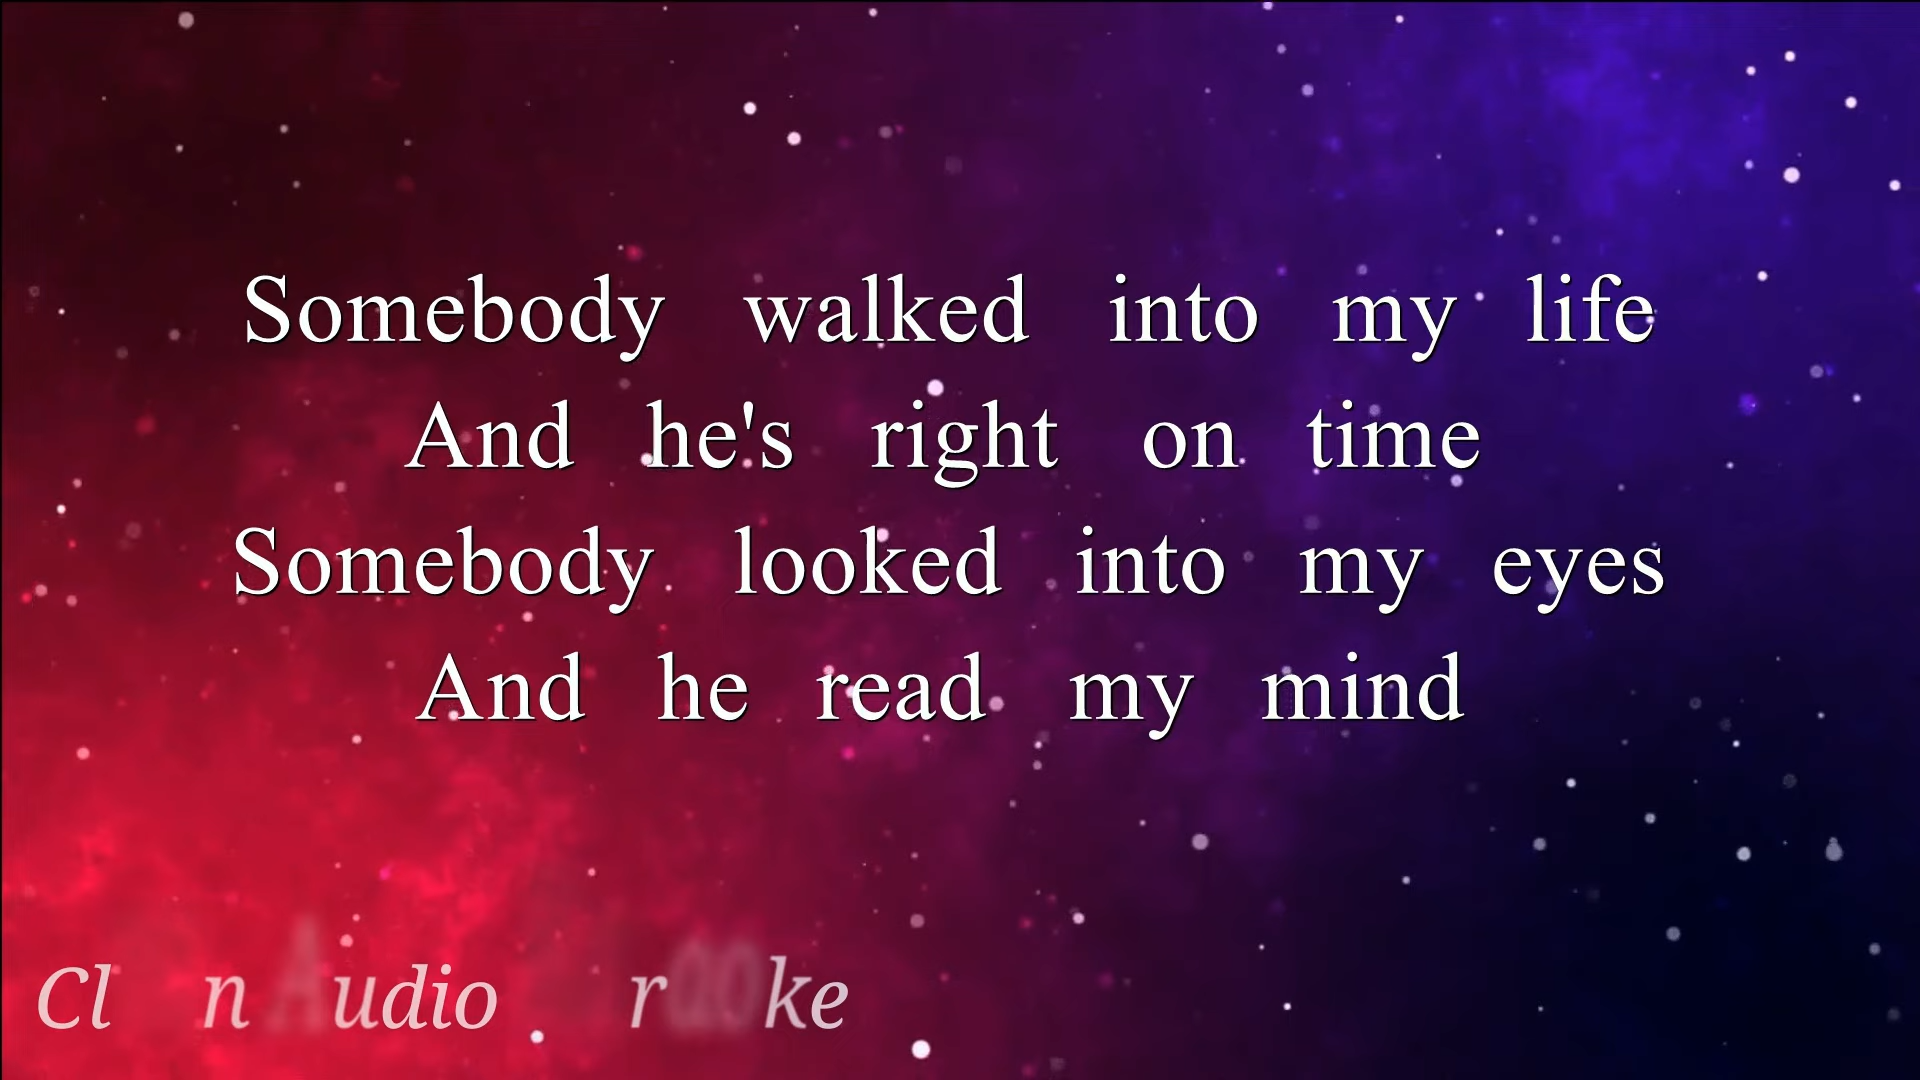 Somebody walked into my life
And he's right on time
Somebody looked into my eyes
And he read my mind
Udio